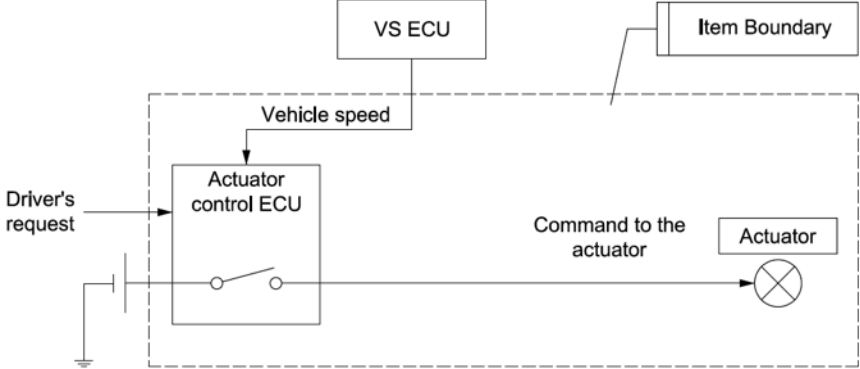 VS ECU
Item Boundary
Vehicle speed
Actuator
control ECU
Driver's
request
Command to the
actuator
Actuator